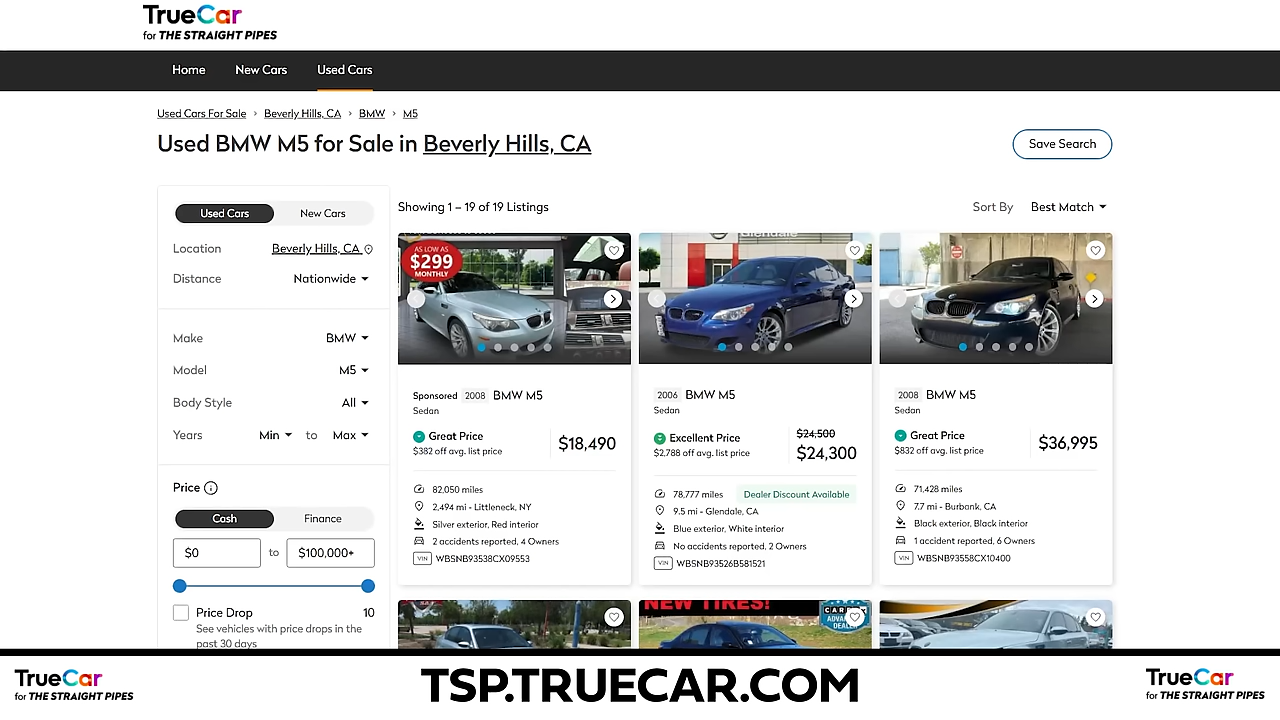 TrueCar
for THE STRAIGHT PIPES
Home New Cars Used Cars
Used Cars For Sale › Beverly Hills, CA › BMW › M5
Used BMW M5 for Sale in Beverly Hills, CA
Save Search
Used Cars New Cars
Location Beverly Hills, CA
Distance Nationwide
Make BMW
Model M5
Body Style All
Years Min to Max
Price
Cash Finance
$0 to $100,000+
Price Drop 10
See vehicles with price drops in the
past 30 days
Showing 1 – 19 of 19 Listings
Sort By Best Match
AS LOW AS
$299
MONTHLY
Sponsored 2008 BMW M5
Sedan
Great Price
$382 off avg. list price
$18,490
82,050 miles
2,494 mi - Littleneck, NY
Silver exterior, Red interior
2 accidents reported, 4 Owners
VIN WBSNB93538CX09553
Glendale
2006 BMW M5
Sedan
Excellent Price
$2,788 off avg. list price
$24,500
$24,300
78,777 miles Dealer Discount Available
9.5 mi - Glendale, CA
Blue exterior, White interior
No accidents reported, 2 Owners
VIN WBSNB93526B581521
2008 BMW M5
Sedan
Great Price
$832 off avg. list price
$36,995
71,428 miles
7.7 mi - Burbank, CA
Black exterior, Black interior
1 accident reported, 6 Owners
VIN WBSNB93558CX10400
NEW TIRES!
TrueCar
for THE STRAIGHT PIPES
TSP.TRUECAR.COM
TrueCar
for THE STRAIGHT PIPES